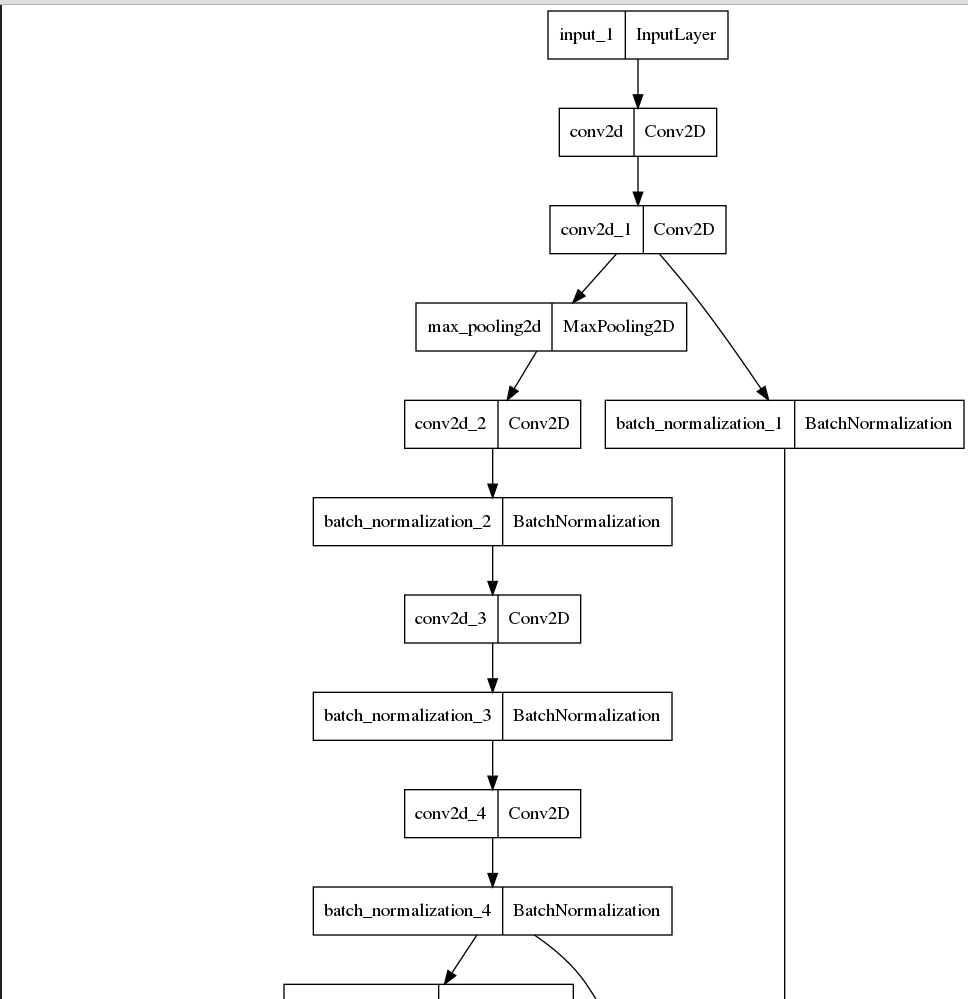 input_1 InputLayer
conv2d Conv2D
conv2d_1 Conv2D
max_pooling2d MaxPooling2D
conv2d_2 Conv2D
batch_normalization_1 BatchNormalization
batch_normalization_2 BatchNormalization
conv2d_3 Conv2D
batch_normalization_3 BatchNormalization
conv2d_4 Conv2D
batch_normalization_4 BatchNormalization